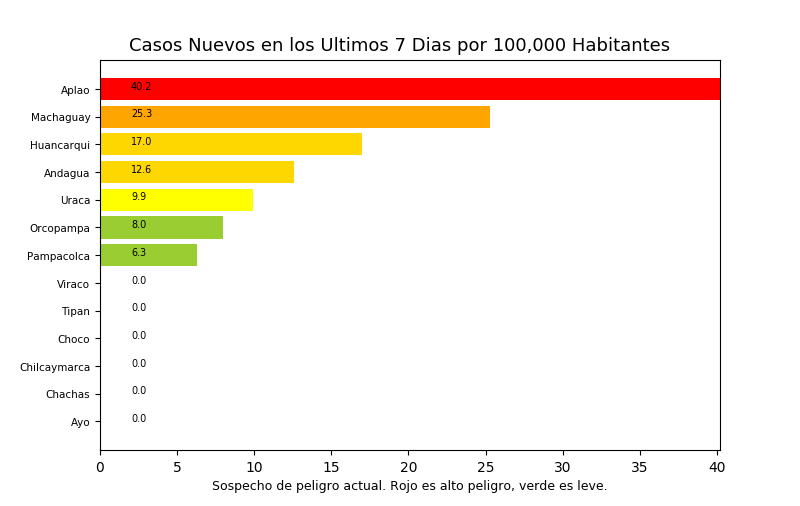 Casos Nuevos en los Ultimos 7 Dias por 100,000 Habitantes
Aplao 40.2
Machaguay 25.3
Huancarqui 17.0
Andagua 12.6
Uraca 9.9
Orcopampa 8.0
Pampacolca 6.3
Viraco 0.0
Tipan 0.0
Choco 0.0
Chilcaymarca 0.0
Chachas 0.0
Ayo 0.0
0 5 10 15 20 25 30 35 40
Sospecho de peligro actual. Rojo es alto peligro, verde es leve.